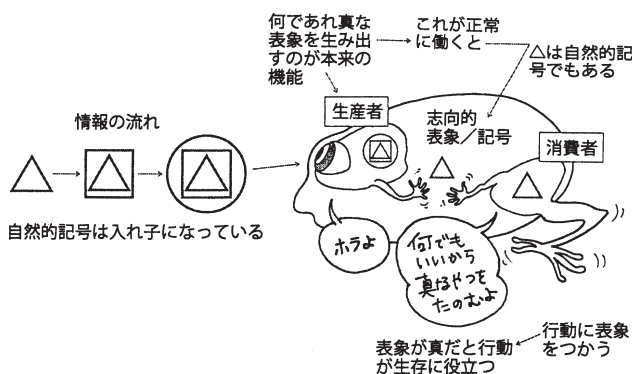 何であれ真な
表象を生み出
すのが本来の
機能
これが正常
に働くと
△は自然的記
号でもある
生産者
志向的
表象／記号
消費者
情報の流れ
自然的記号は入れ子になっている
ホラよ
何でも
いいから
真なるやつを
たのむよ
行動に表象
をつかう
表象が真だと行動
が生存に役立つ